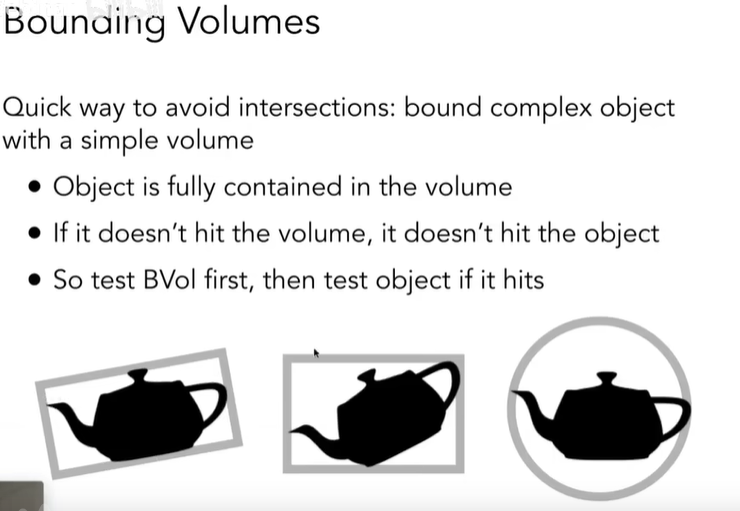 Bounding Volumes
Quick way to avoid intersections: bound complex object
with a simple volume
• Object is fully contained in the volume
• If it doesn't hit the volume, it doesn't hit the object
• So test BVol first, then test object if it hits